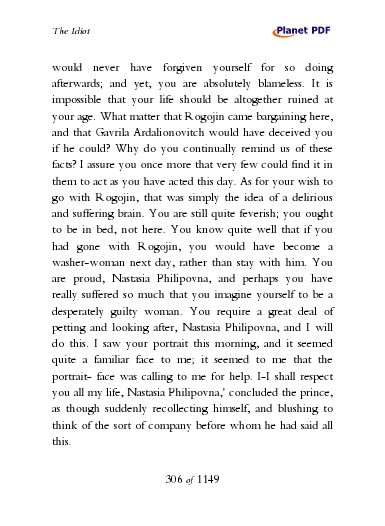 The Idiot
Planet PDF
would never have forgiven yourself for so doing
afterwards; and yet, you are absolutely blameless. It is
impossible that your life should be altogether ruined at
your age. What matter that Rogojin came bargaining here,
and that Gavrila Ardalionovitch would have deceived you
if he could? Why do you continually remind us of these
facts? I assure you once more that very few could find it in
them to act as you have acted this day. As for your wish to
go with Rogojin, that was simply the idea of a delirious
and suffering brain. You are still quite feverish; you ought
to be in bed, not here. You know quite well that if you
had gone with Rogojin, you would have become a
washer-woman next day, rather than stay with him. You
are proud, Nastasia Philipovna, and perhaps you have
really suffered so much that you imagine yourself to be a
desperately guilty woman. You require a great deal of
petting and looking after, Nastasia Philipovna, and I will
do this. I saw your portrait this morning, and it seemed
quite a familiar face to me; it seemed to me that the
portrait- face was calling to me for help. I-I shall respect
you all my life, Nastasia Philipovna,' concluded the prince,
as though suddenly recollecting himself, and blushing to
think of the sort of company before whom he had said all
this.
306 of 1149